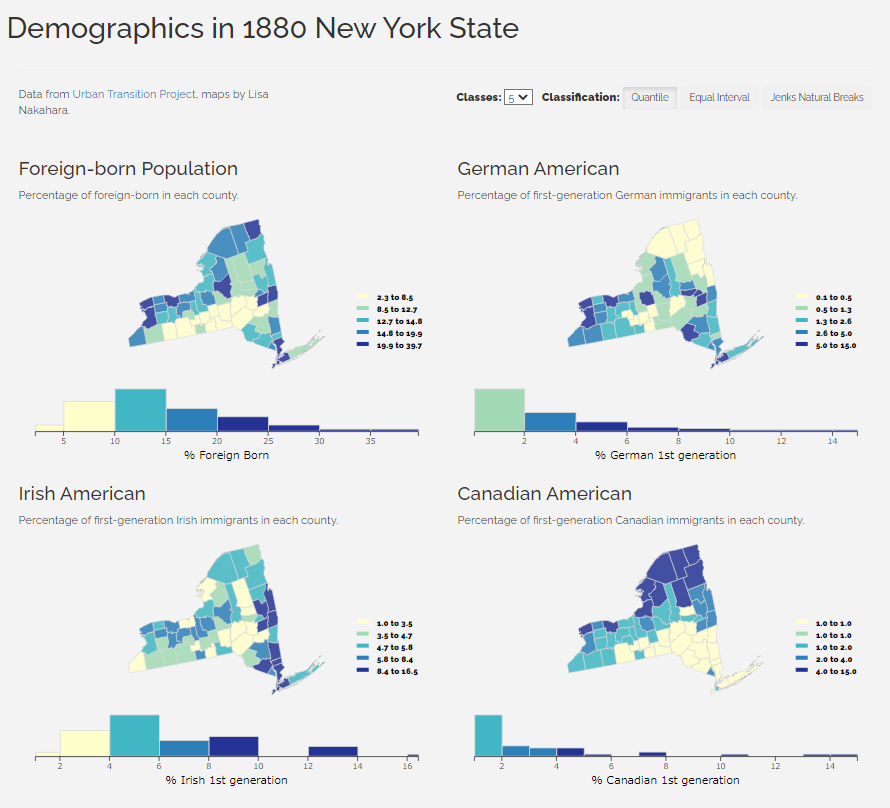 Demographics in 1880 New York State
Data from Urban Transition Project, maps by Lisa
Nakahara.
Classes: 5 Classification: Quantile Equal Interval Jenks Natural Breaks
Foreign-born Population
Percentage of foreign-born in each county.
2.3 to 8.5
8.5 to 12.7
12.7 to 14.8
14.8 to 19.9
19.9 to 39.7
5 10 15 20 25 30 35
% Foreign Born
German American
Percentage of first-generation German immigrants in each county.
0.1 to 0.5
0.5 to 1.3
1.3 to 2.6
2.6 to 5.0
5.0 to 15.0
2 4 6 8 10 12 14
% German 1st generation
Irish American
Percentage of first-generation Irish immigrants in each county.
1.0 to 3.5
3.5 to 4.7
4.7 to 5.8
5.8 to 8.4
8.4 to 16.5
2 4 6 8 10 12 14 16
% Irish 1st generation
Canadian American
Percentage of first-generation Canadian immigrants in each county.
1.0 to 1.0
1.0 to 1.0
1.0 to 2.0
2.0 to 4.0
4.0 to 15.0
2 4 6 8 10 12 14
% Canadian 1st generation